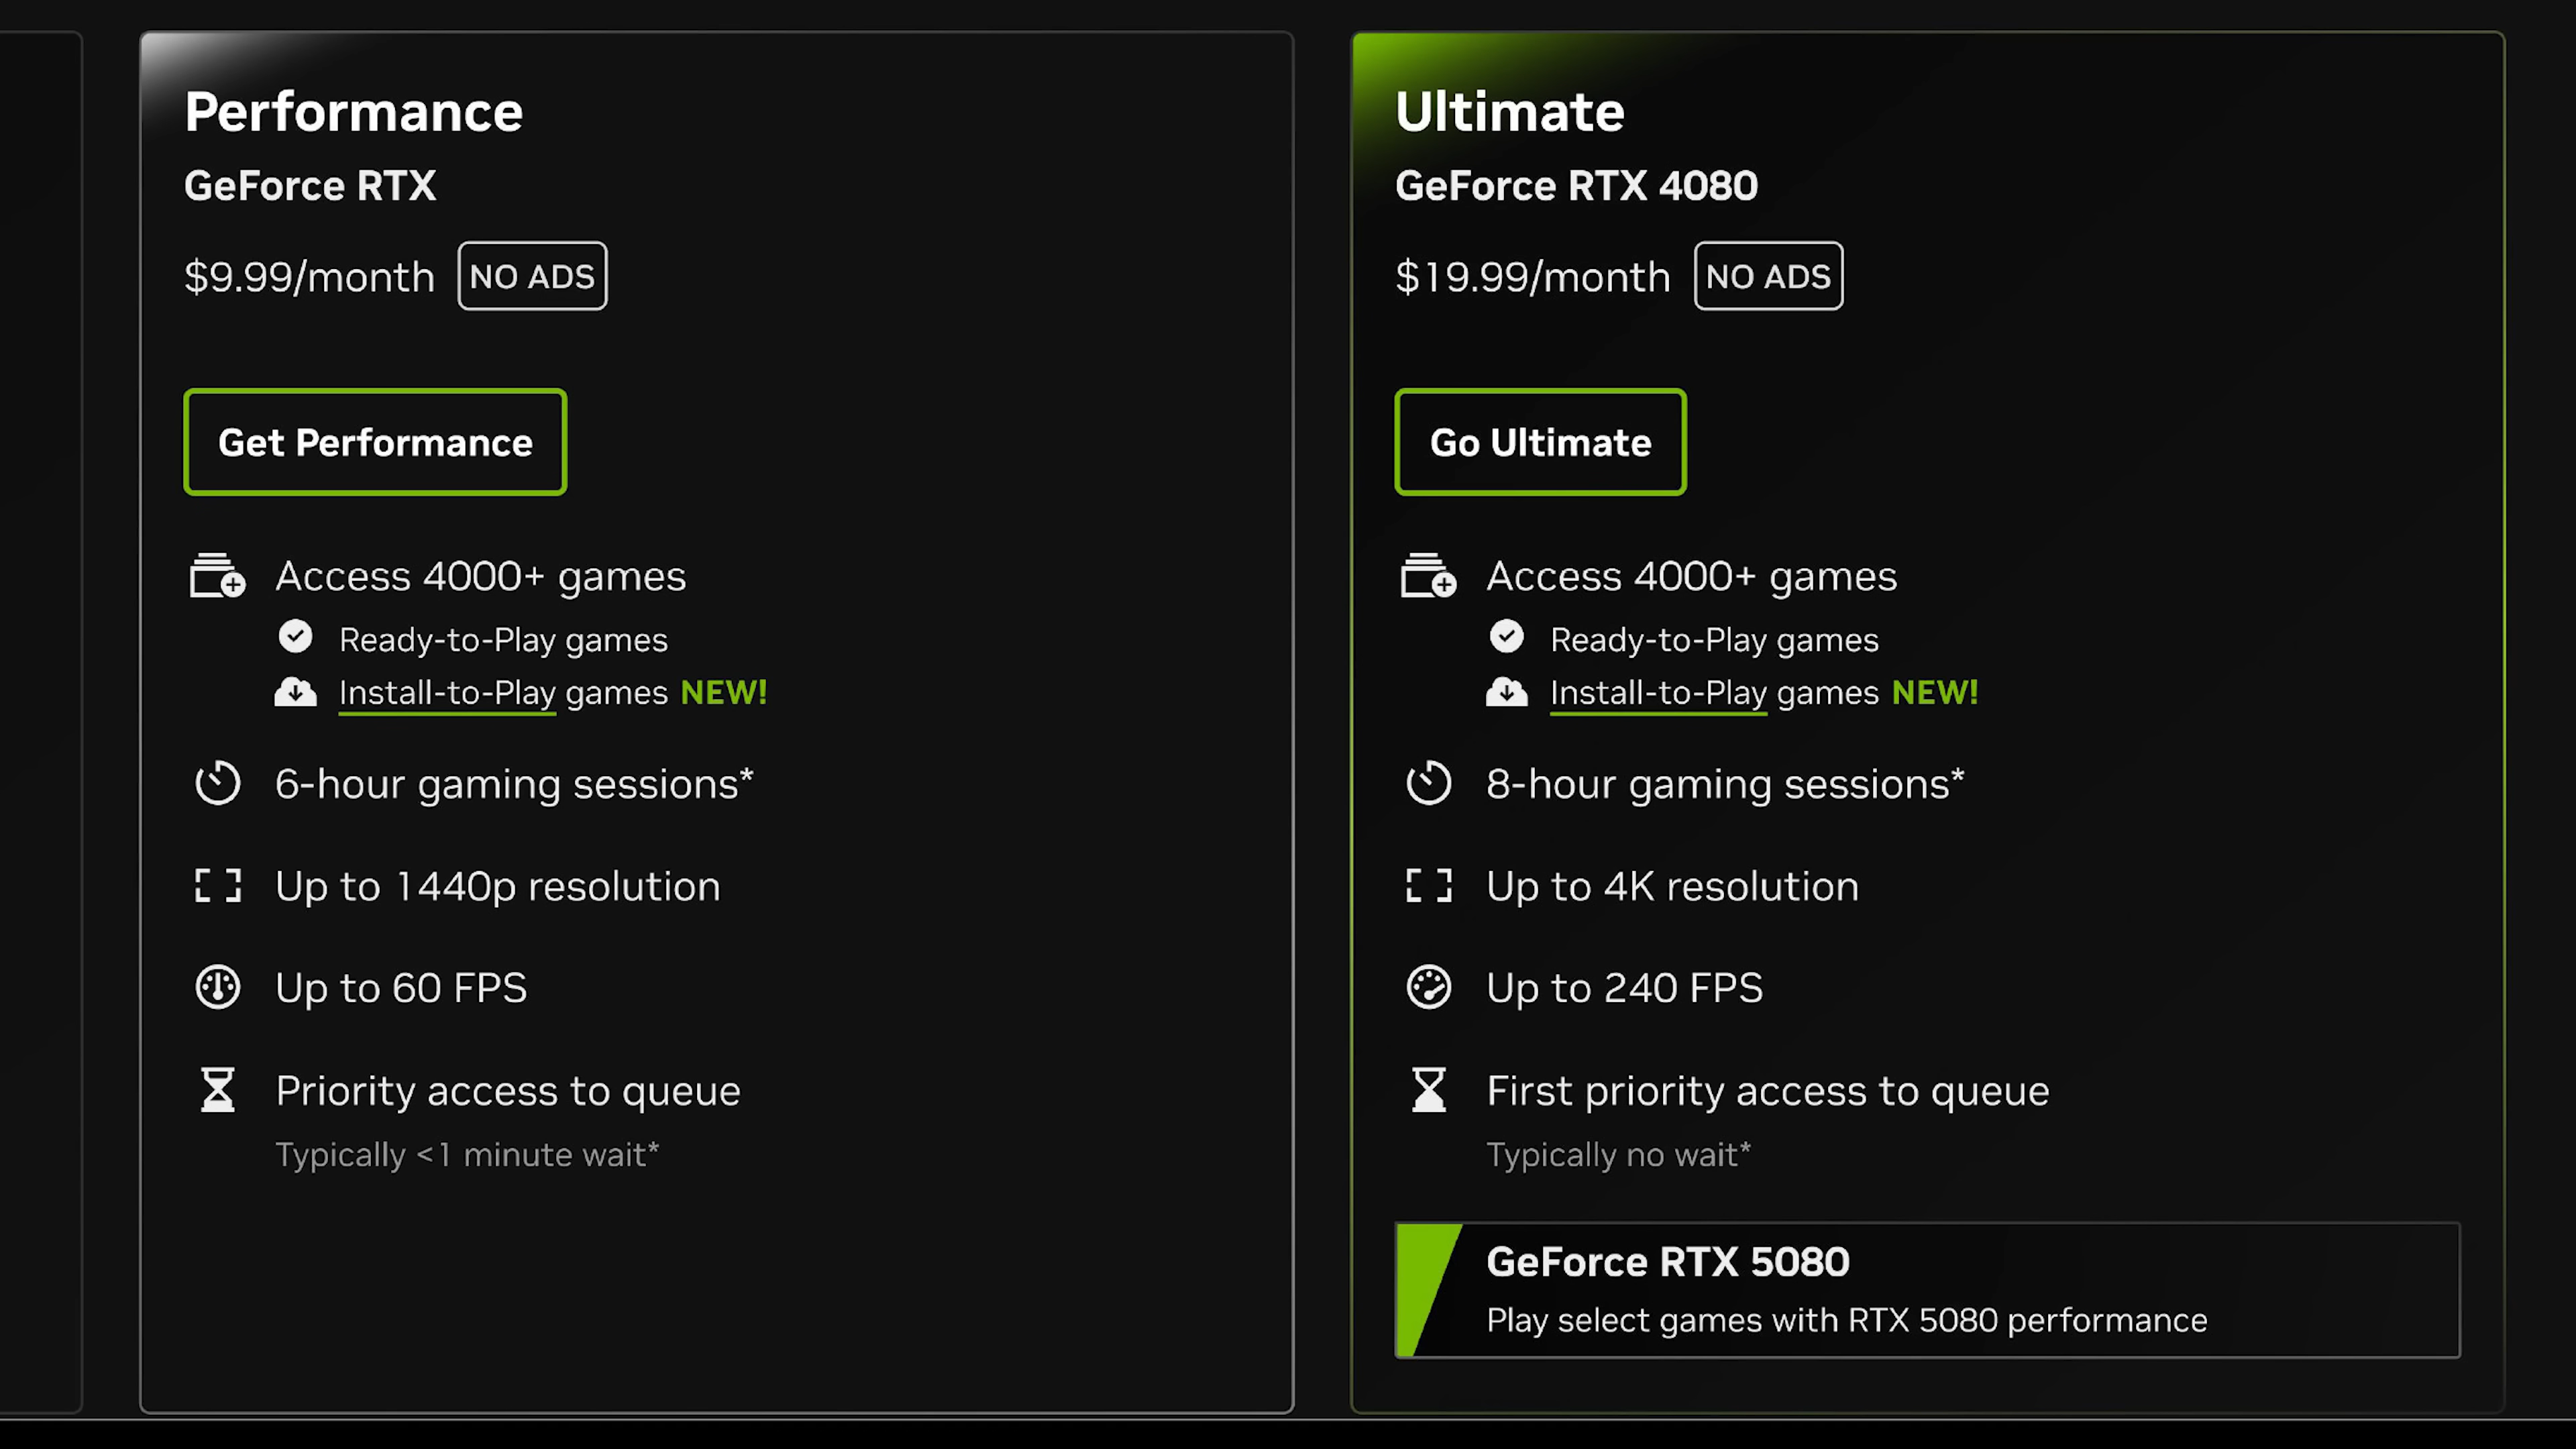 Performance
GeForce RTX
$9.99/month NO ADS
Get Performance
Access 4000+ games
Ready-to-Play games
Install-to-Play games NEW!
6-hour gaming sessions*
Up to 1440p resolution
Up to 60 FPS
Priority access to queue
Typically <1 minute wait*
Ultimate
GeForce RTX 4080
$19.99/month NO ADS
Go Ultimate
Access 4000+ games
Ready-to-Play games
Install-to-Play games NEW!
8-hour gaming sessions*
Up to 4K resolution
Up to 240 FPS
First priority access to queue
Typically no wait*
GeForce RTX 5080
Play select games with RTX 5080 performance